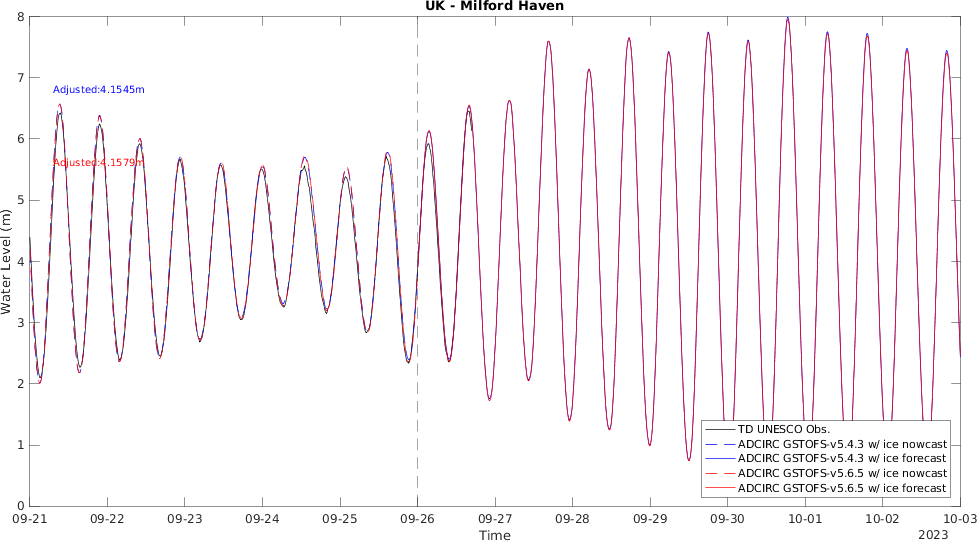 UK - Milford Haven
8
7
6
5
4
3
2
1
0
Water Level (m)
Adjusted:4.1545m
Adjusted:4.1579m
TD UNESCO Obs.
ADCIRC GSTOFS-v5.4.3 w/ ice nowcast
ADCIRC GSTOFS-v5.4.3 w/ ice forecast
ADCIRC GSTOFS-v5.6.5 w/ ice nowcast
ADCIRC GSTOFS-v5.6.5 w/ ice forecast
09-21 09-22 09-23 09-24 09-25 09-26 09-27 09-28 09-29 09-30 10-01 10-02 10-03
Time
2023